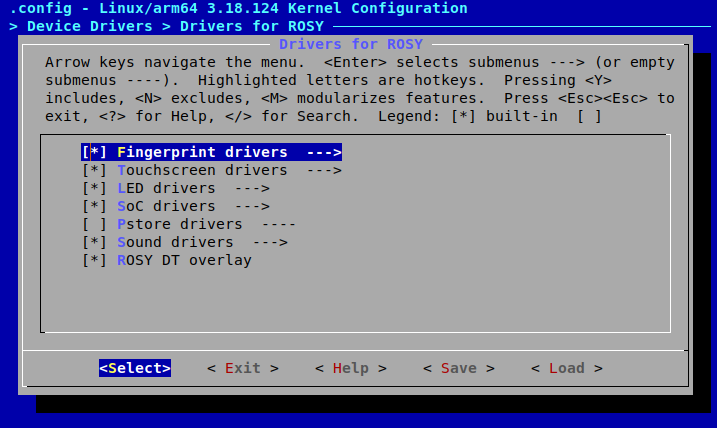 .config - Linux/arm64 3.18.124 Kernel Configuration
> Device Drivers > Drivers for ROSY
Drivers for ROSY
Arrow keys navigate the menu.  <Enter> selects submenus ---> (or empty
submenus ----).  Highlighted letters are hotkeys.  Pressing <Y>
includes, <N> excludes, <M> modularizes features.  Press <Esc><Esc> to
exit, <?> for Help, </> for Search.  Legend: [*] built-in  [ ]
[*] Fingerprint drivers  --->
[*] Touchscreen drivers  --->
[*] LED drivers  --->
[*] SoC drivers  --->
[ ] Pstore drivers  ----
[*] Sound drivers  --->
[*] ROSY DT overlay
<Select>    < Exit >    < Help >    < Save >    < Load >